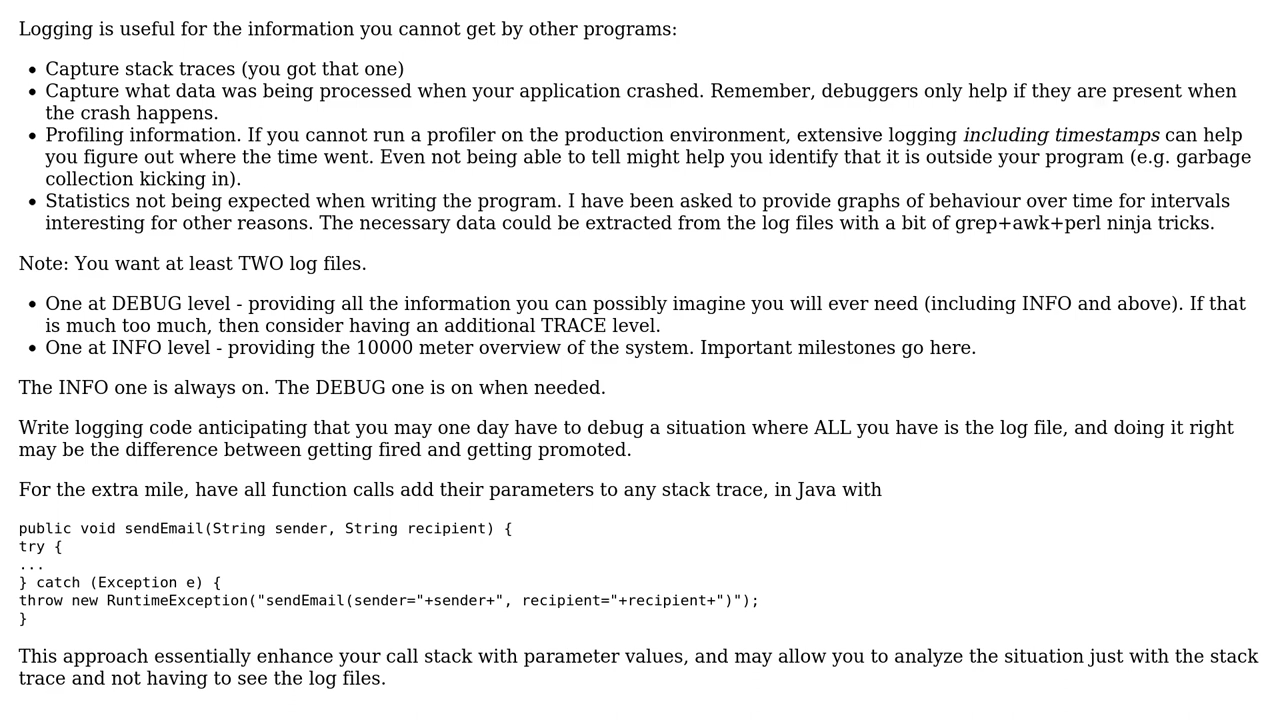 Logging is useful for the information you cannot get by other programs:
• Capture stack traces (you got that one)
• Capture what data was being processed when your application crashed. Remember, debuggers only help if they are present when
the crash happens.
• Profiling information. If you cannot run a profiler on the production environment, extensive logging including timestamps can help
you figure out where the time went. Even not being able to tell might help you identify that it is outside your program (e.g. garbage
collection kicking in).
• Statistics not being expected when writing the program. I have been asked to provide graphs of behaviour over time for intervals
interesting for other reasons. The necessary data could be extracted from the log files with a bit of grep+awk+perl ninja tricks.
Note: You want at least TWO log files.
• One at DEBUG level - providing all the information you can possibly imagine you will ever need (including INFO and above). If that
is much too much, then consider having an additional TRACE level.
• One at INFO level - providing the 10000 meter overview of the system. Important milestones go here.
The INFO one is always on. The DEBUG one is on when needed.
Write logging code anticipating that you may one day have to debug a situation where ALL you have is the log file, and doing it right
may be the difference between getting fired and getting promoted.
For the extra mile, have all function calls add their parameters to any stack trace, in Java with
public void sendEmail(String sender, String recipient) {
try {
...
} catch (Exception e) {
throw new RuntimeException("sendEmail(sender="+sender+", recipient="+recipient+")");
}
This approach essentially enhance your call stack with parameter values, and may allow you to analyze the situation just with the stack
trace and not having to see the log files.